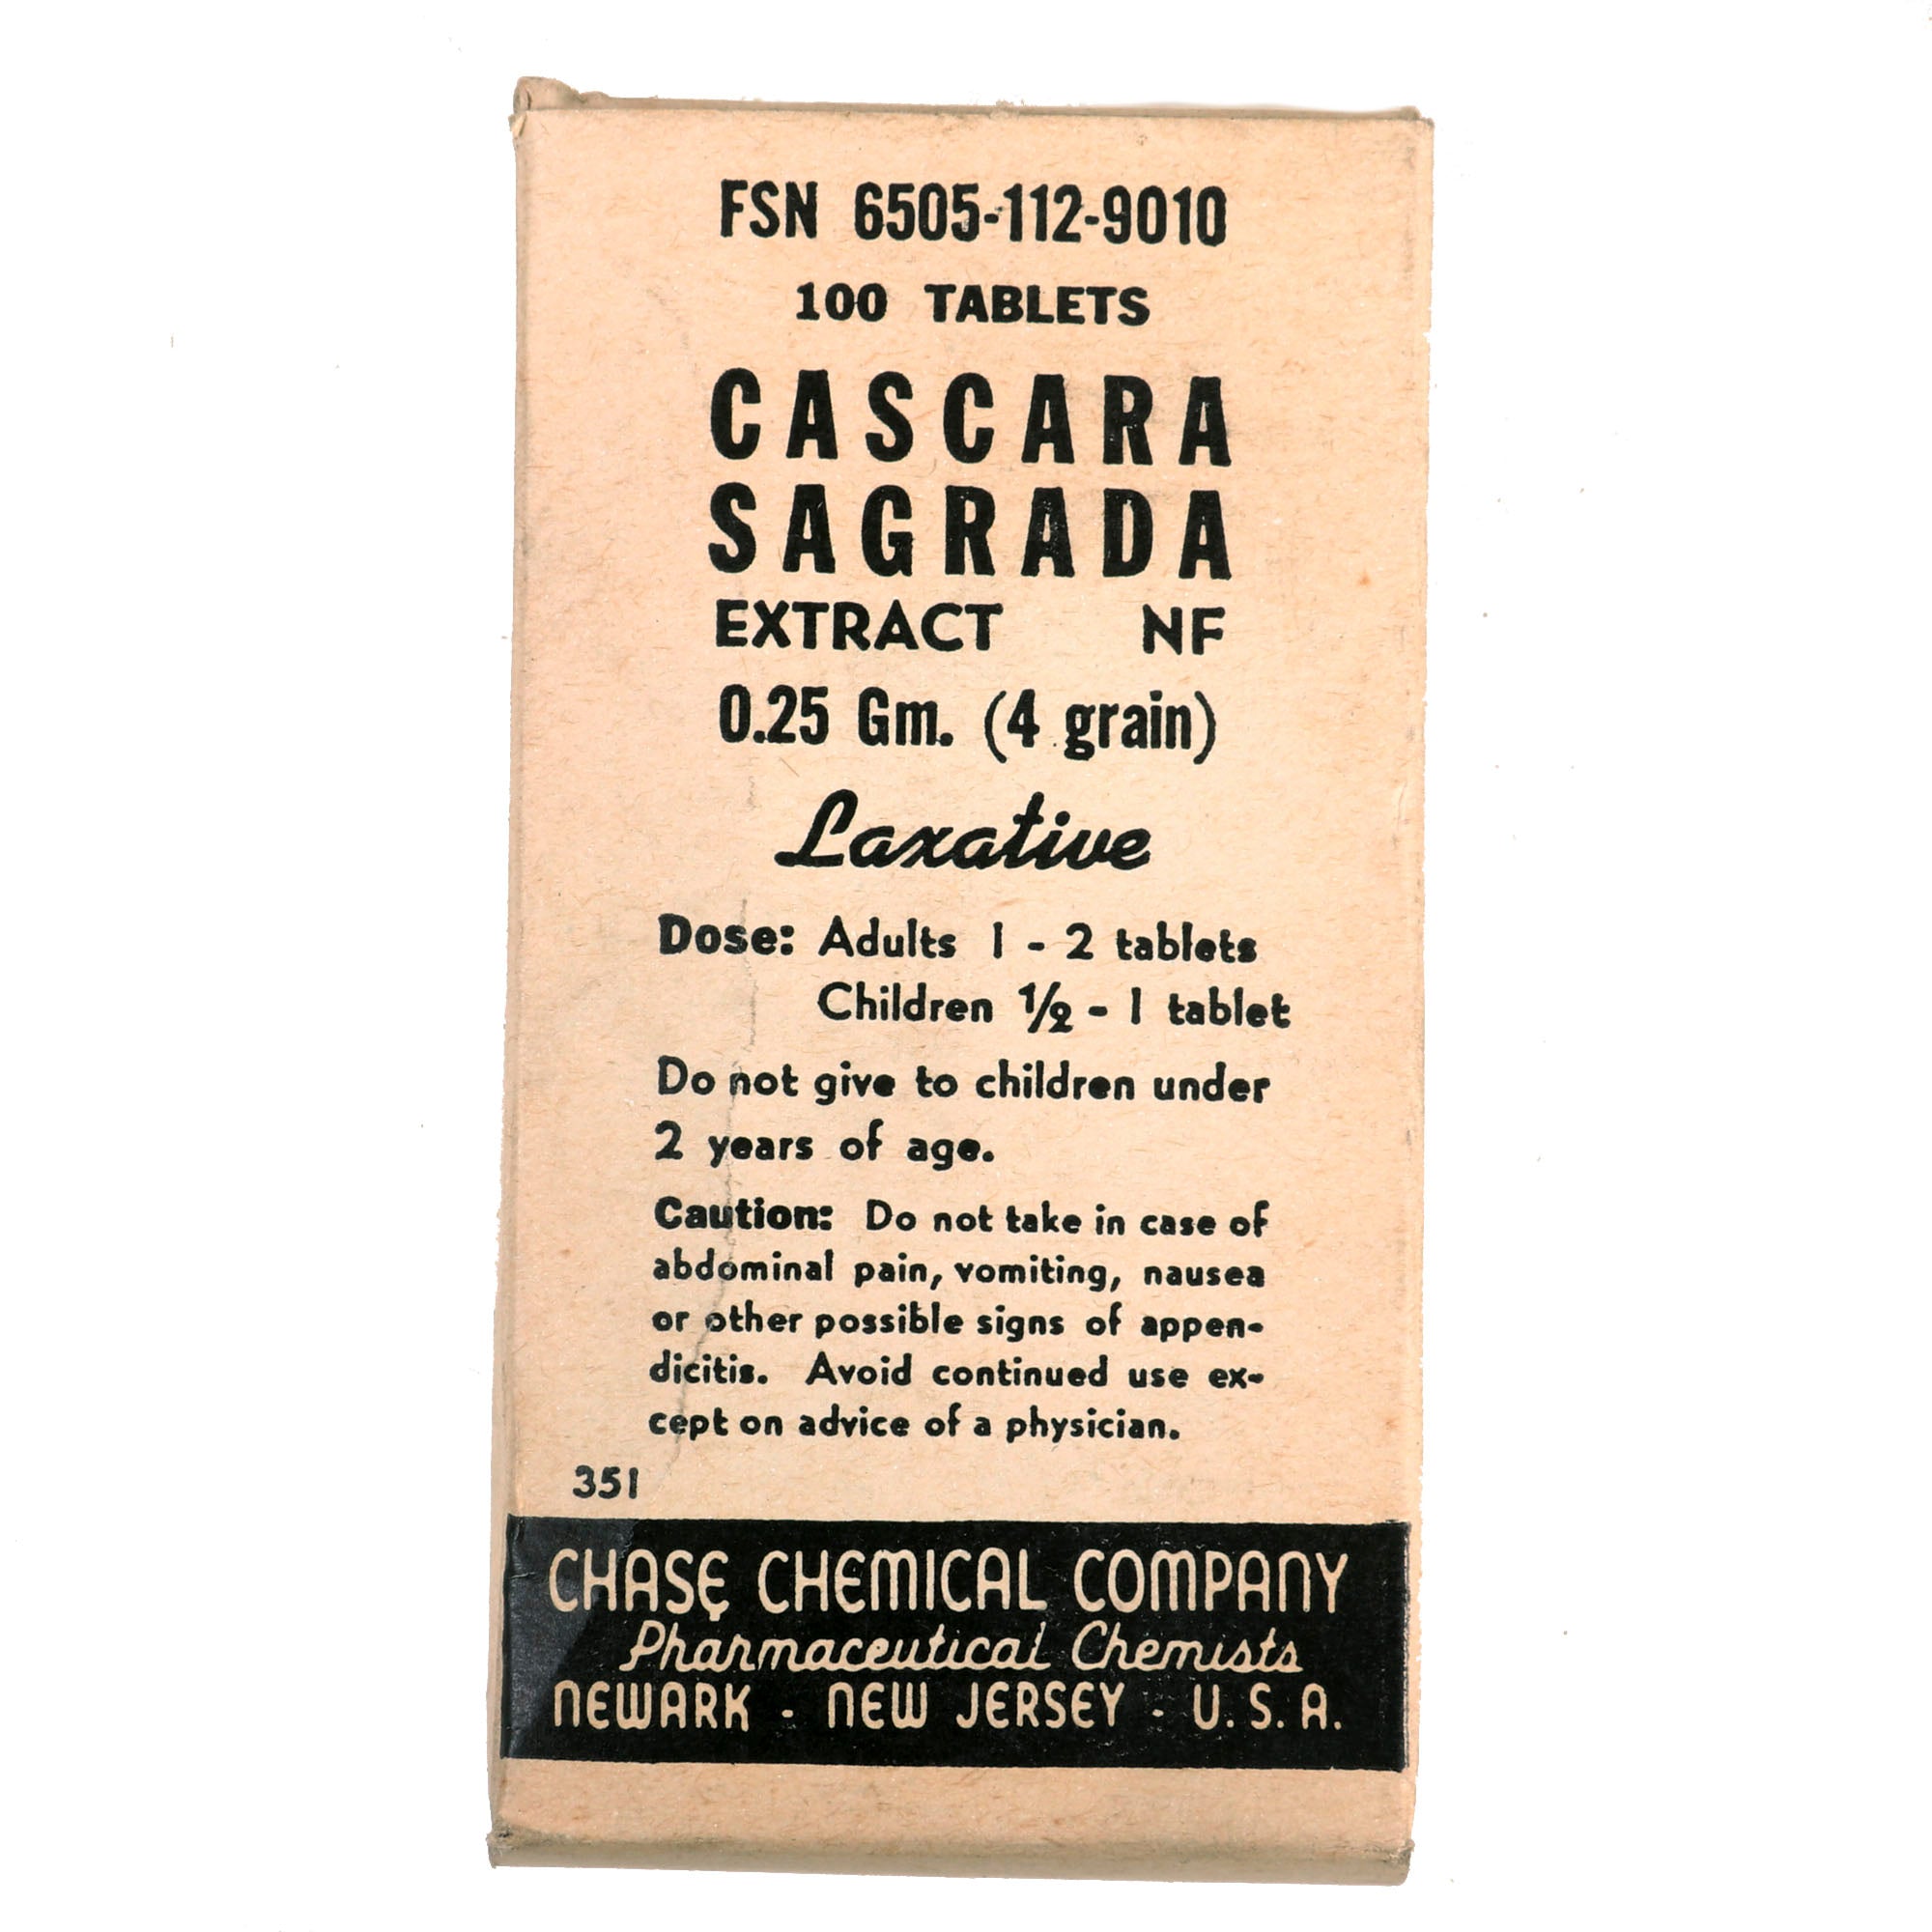 FSN 6505-112-9010
100 TABLETS
CASCARA
SAGRADA
EXTRACT NF
0.25 Gm. (4 grain)
Laxative
Dose: Adults 1 - 2 tablets
Children ½ - 1 tablet
Do not give to children under
2 years of age.
Caution: Do not take in case of
abdominal pain, vomiting, nausea
or other possible signs of appen-
dicitis. Avoid continued use ex-
cept on advice of a physician.
351
CHASE CHEMICAL COMPANY
Pharmaceutical Chemists
NEWARK - NEW JERSEY - U. S. A.